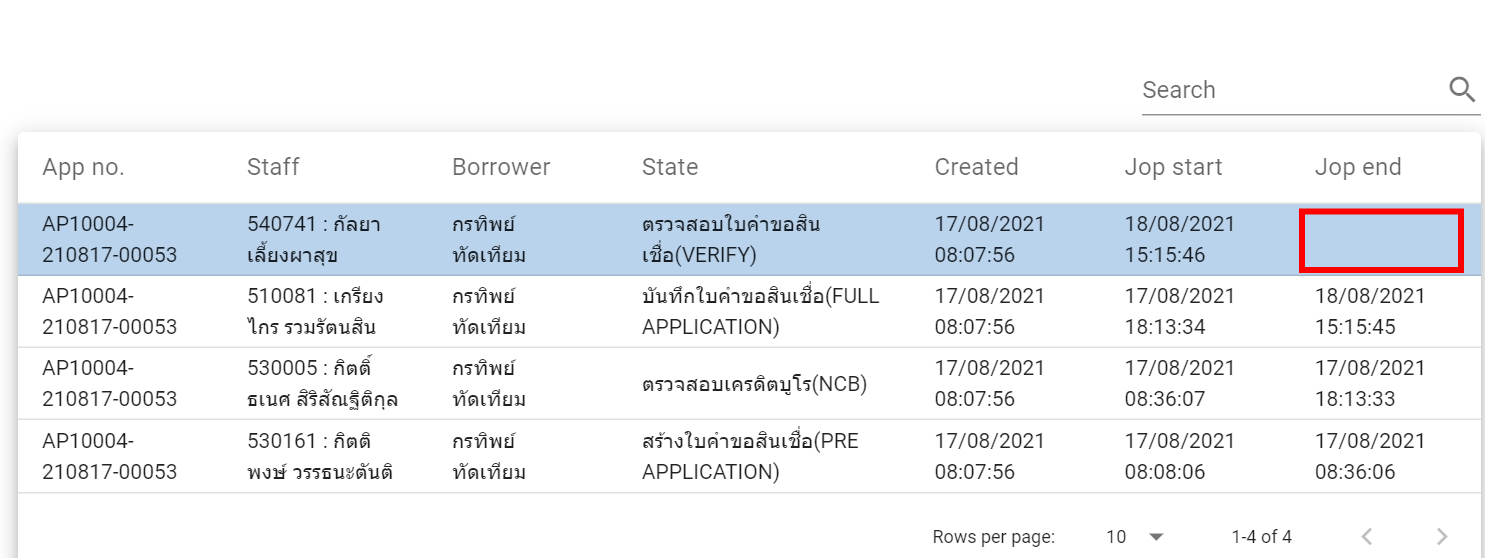 Search
App no. Staff Borrower State Created Jop start Jop end
AP10004- 540741 : กัลยา กรทิพย์ ตรวจสอบใบคำขอสิน 17/08/2021 18/08/2021
210817-00053 เลี้ยงผาสุข ทัดเทียม เชื่อ(VERIFY) 08:07:56 15:15:46
AP10004- 510081 : เกรียง กรทิพย์ บันทึกใบคำขอสินเชื่อ(FULL 17/08/2021 17/08/2021 18/08/2021
210817-00053 ไกร รวมรัตนสิน ทัดเทียม APPLICATION) 08:07:56 18:13:34 15:15:45
AP10004- 530005 : กิตติ์ กรทิพย์ ตรวจสอบเครดิตบูโร(NCB) 17/08/2021 17/08/2021 17/08/2021
210817-00053 ธเนศ สิริสัณฐิติกุล ทัดเทียม 08:07:56 08:36:07 18:13:33
AP10004- 530161 : กิตติ กรทิพย์ สร้างใบคำขอสินเชื่อ(PRE 17/08/2021 17/08/2021 17/08/2021
210817-00053 พงษ์ วรรธนะตันติ ทัดเทียม APPLICATION) 08:07:56 08:08:06 08:36:06
Rows per page: 10 1-4 of 4